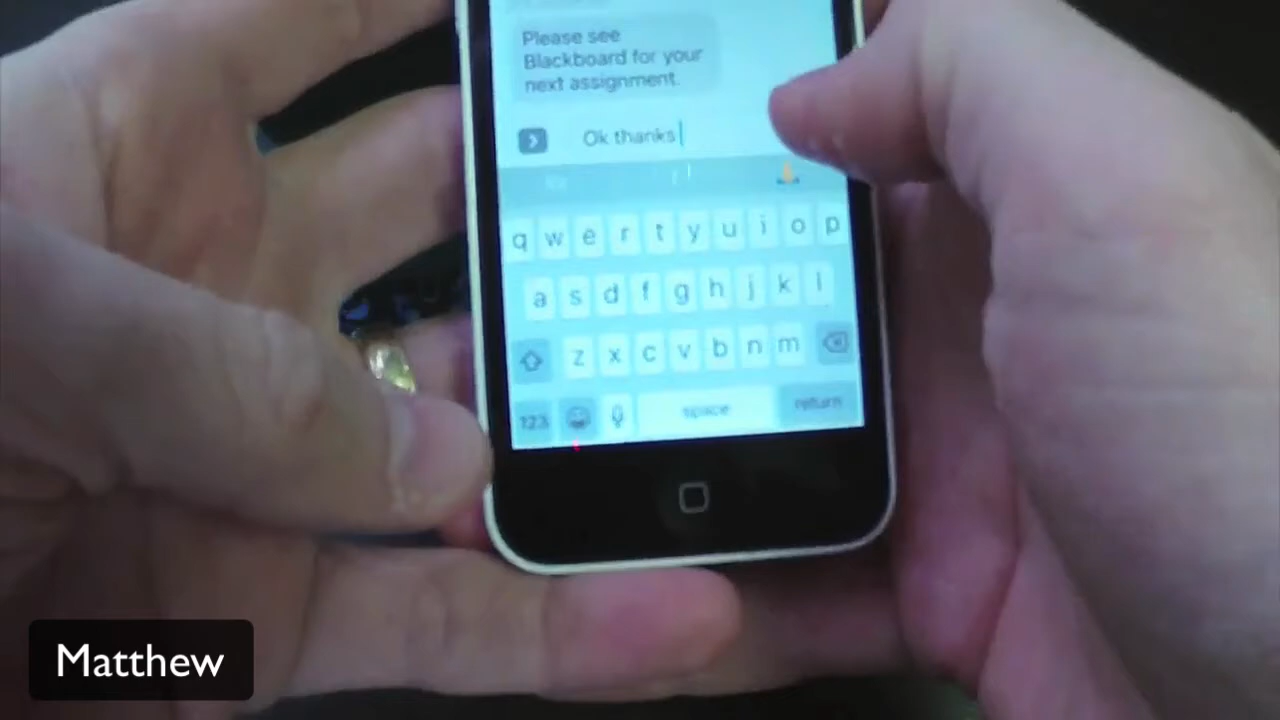 Please see
Blackboard for your
next assignment.
Ok thanks
q w e r t y u i o p
a s d f g h j k l
z x c v b n m
123
space
return
Matthew